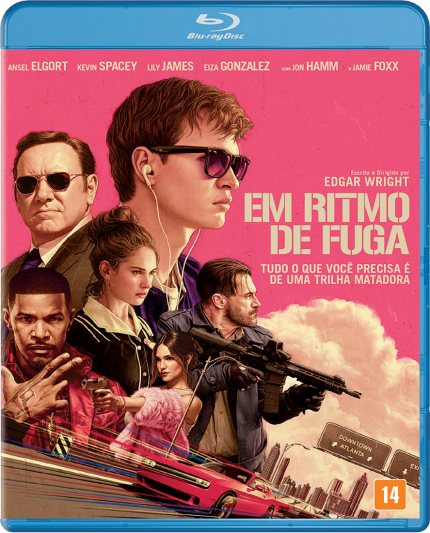 Blu-ray Disc
ANSEL ELGORT KEVIN SPACEY LILY JAMES EIZA GONZALEZ COM JON HAMM E JAMIE FOXX
Escrito e Dirigido por
EDGAR WRIGHT
EM RITMO
DE FUGA
TUDO O QUE VOCÊ PRECISA É
DE UMA TRILHA MATADORA
DOWNTOWN
ATLANTA
14